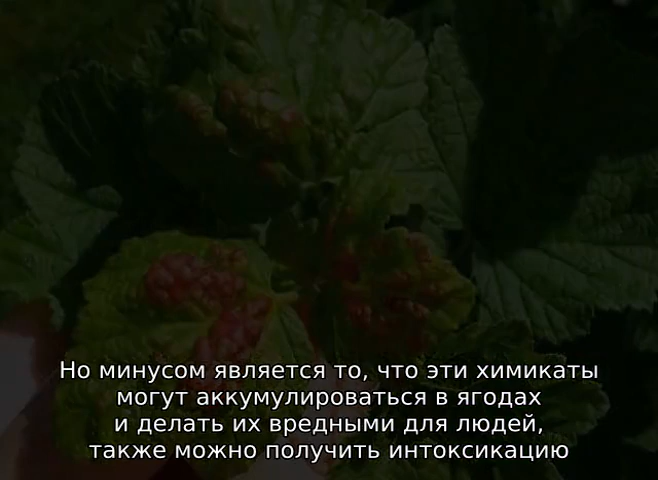 Но минусом является то, что эти химикаты
могут аккумулироваться в ягодах
и делать их вредными для людей,
также можно получить интоксикацию